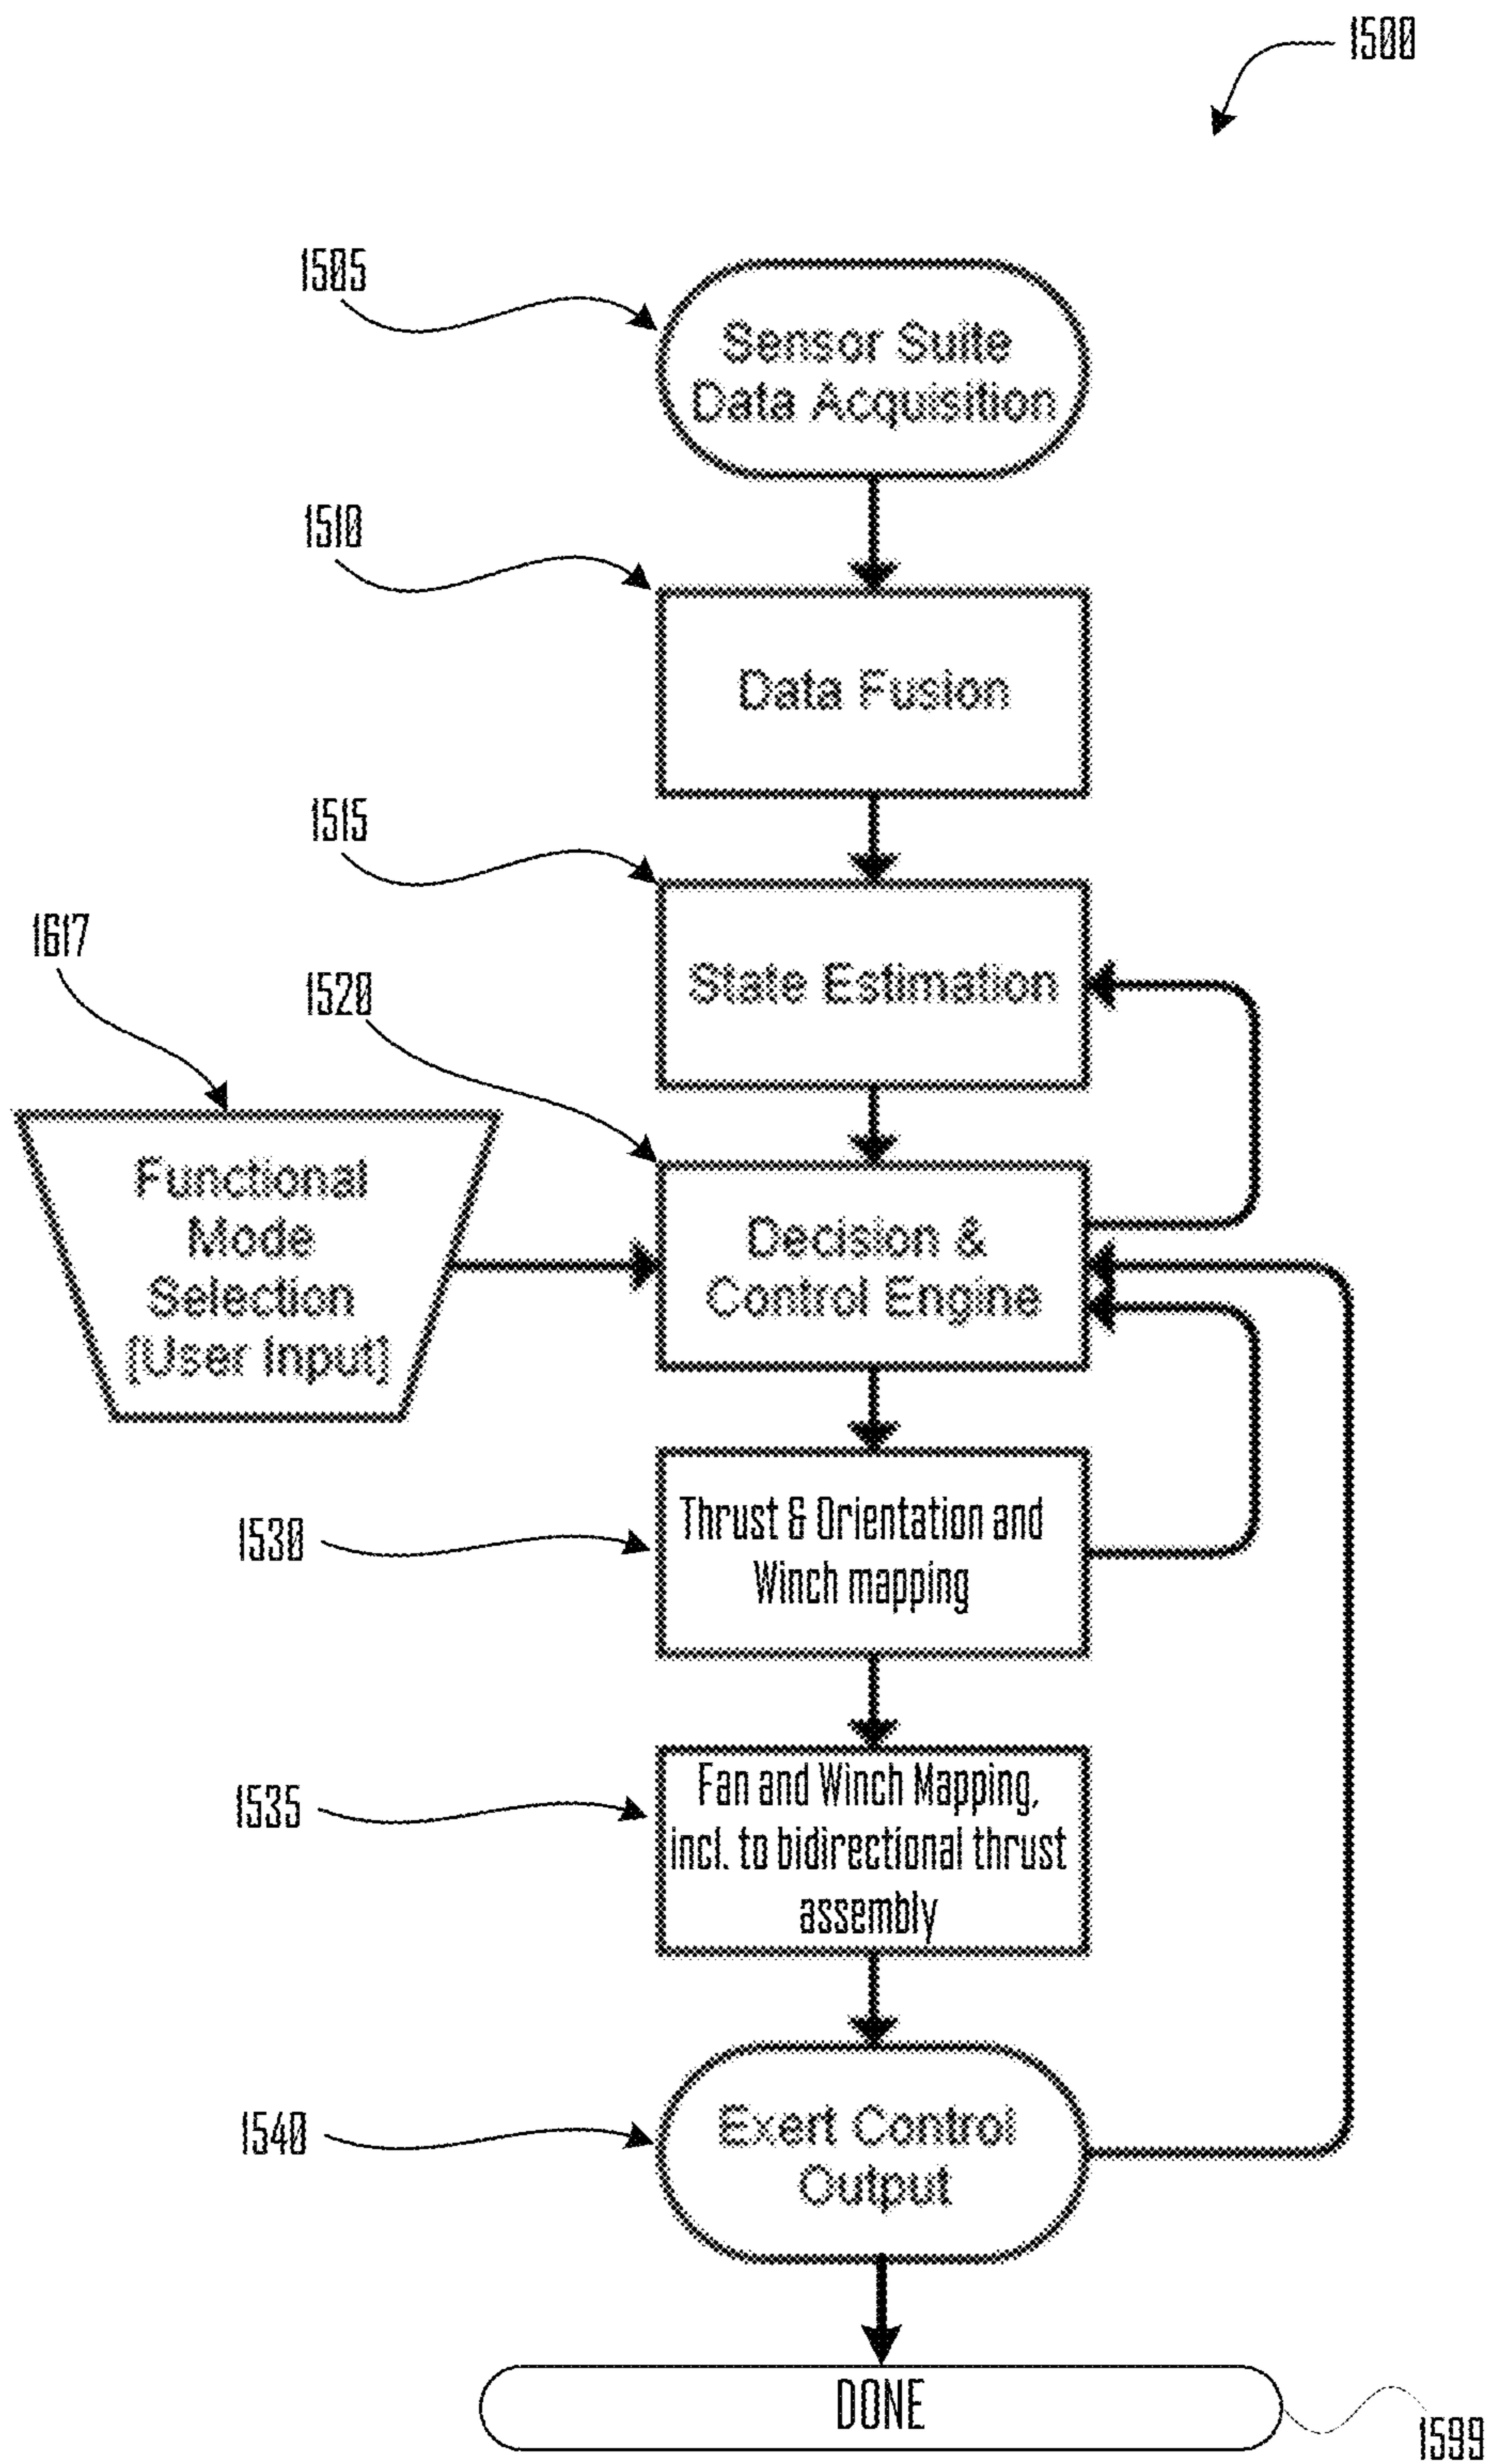 1500
1505
Sensor Suite
Data Acquisition
1510
Data Fusion
1515
State Estimation
1617
1520
Functional
Mode
Selection
[User Input]
Decision &
Control Engine
1530
Thrust & Orientation and
Winch mapping
1535
Fan and Winch Mapping,
incl. to bidirectional thrust
assembly
1540
Exert Control
Output
DONE
1599